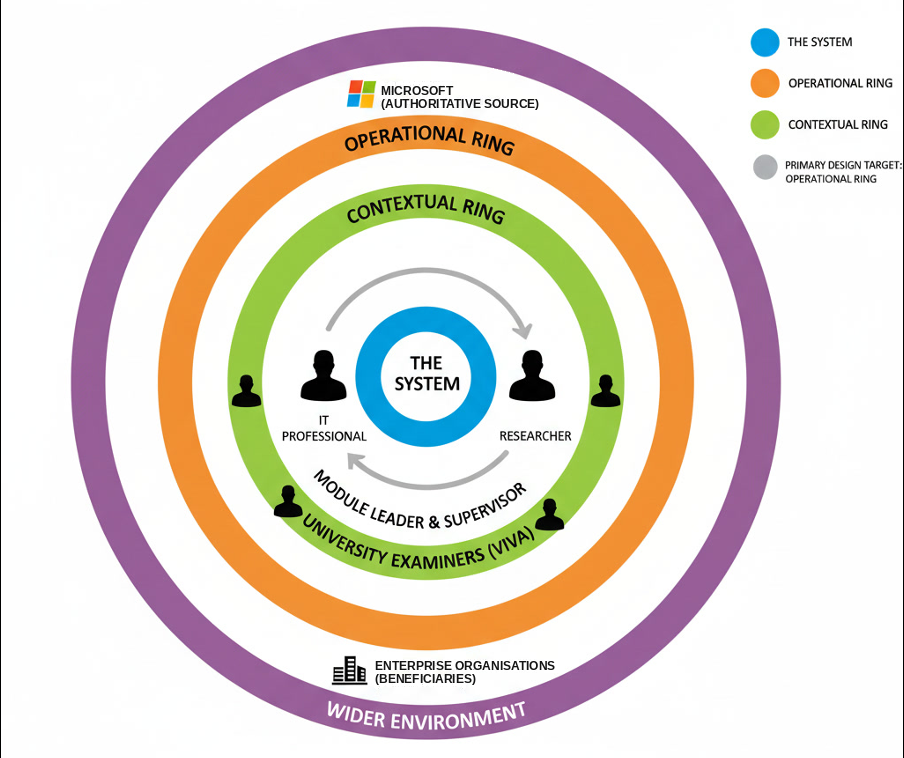 THE SYSTEM
OPERATIONAL RING
CONTEXTUAL RING
PRIMARY DESIGN TARGET:
OPERATIONAL RING
MICROSOFT
(AUTHORITATIVE SOURCE)
OPERATIONAL RING
CONTEXTUAL RING
THE
SYSTEM
IT
PROFESSIONAL
RESEARCHER
MODULE LEADER & SUPERVISOR
UNIVERSITY EXAMINERS (VIVA)
ENTERPRISE ORGANISATIONS
(BENEFICIARIES)
WIDER ENVIRONMENT